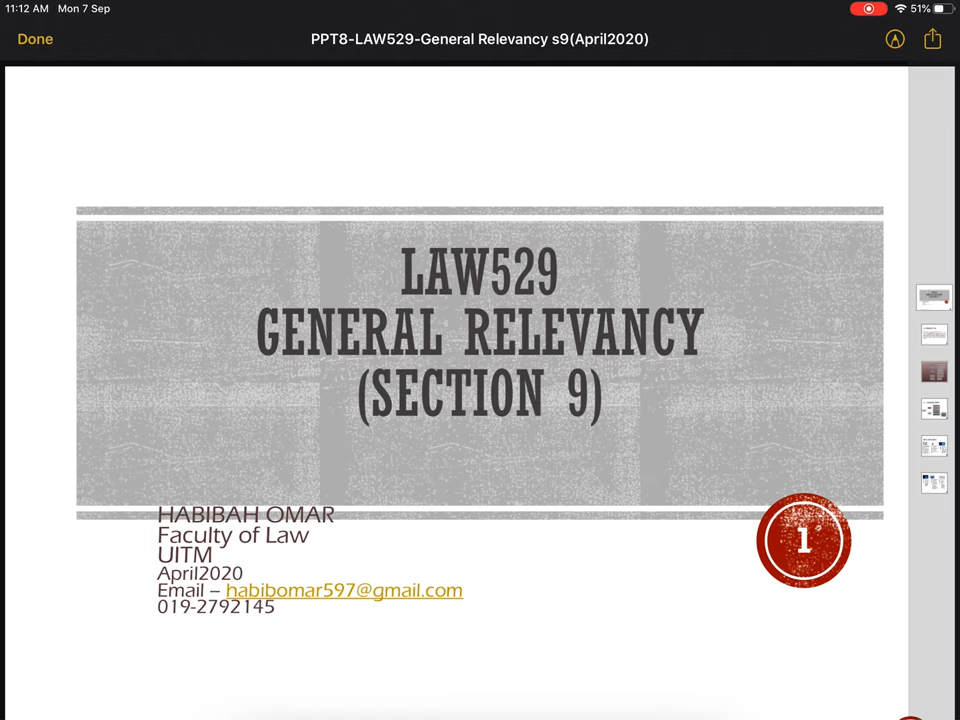 11:12 AM Mon 7 Sep
51%
Done
PPT8-LAW529-General Relevancy s9(April2020)
LAW529
GENERAL RELEVANCY
(SECTION 9)
HABIBAH OMAR
Faculty of Law
UITM
April2020
Email – habibomar597@gmail.com
019-2792145
1